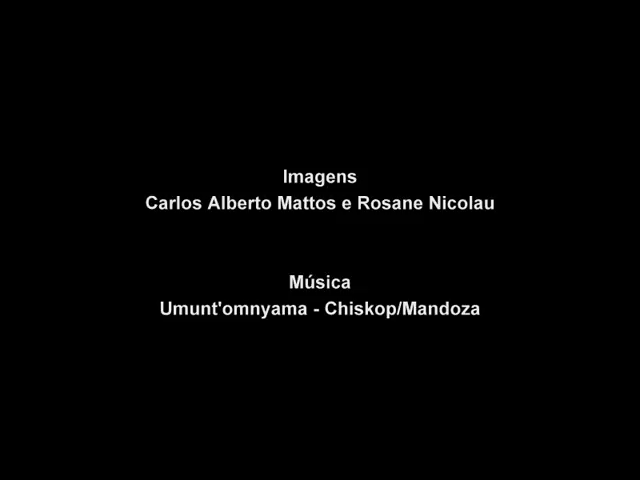 Imagens
Carlos Alberto Mattos e Rosane Nicolau
Música
Umunt'omnyama - Chiskop/Mandoza